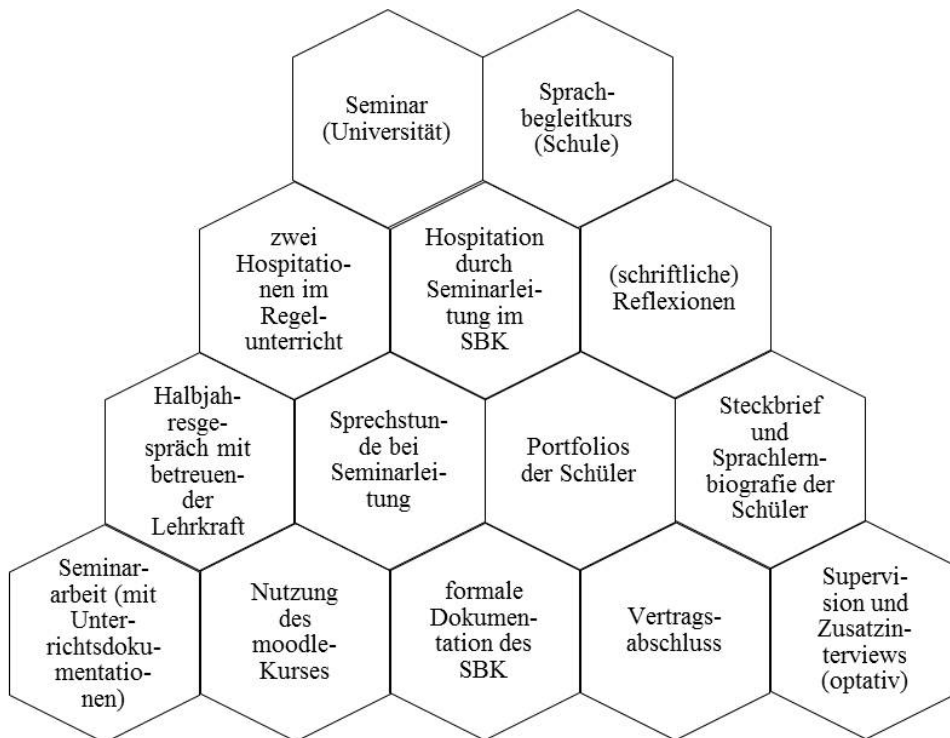 Seminar
(Universität)
Sprach-
begleitkurs
(Schule)
zwei
Hospitatio-
nen im
Regel-
unterricht
Hospitation
durch
Seminarlei-
tung im
SBK
(schriftliche)
Reflexionen
Halbjah-
resge-
spräch mit
betreuen-
der
Lehrkraft
Sprechstun-
de bei
Seminarlei-
tung
Portfolios
der Schüler
Steckbrief
und
Sprachlern-
biografie der
Schüler
Seminar-
arbeit (mit
Unter-
richtsdoku-
mentatio-
nen)
Nutzung
des
moodle-
Kurses
formale
Dokumen-
tation des
SBK
Vertrags-
abschluss
Supervi-
sion und
Zusatzin-
terviews
(optativ)